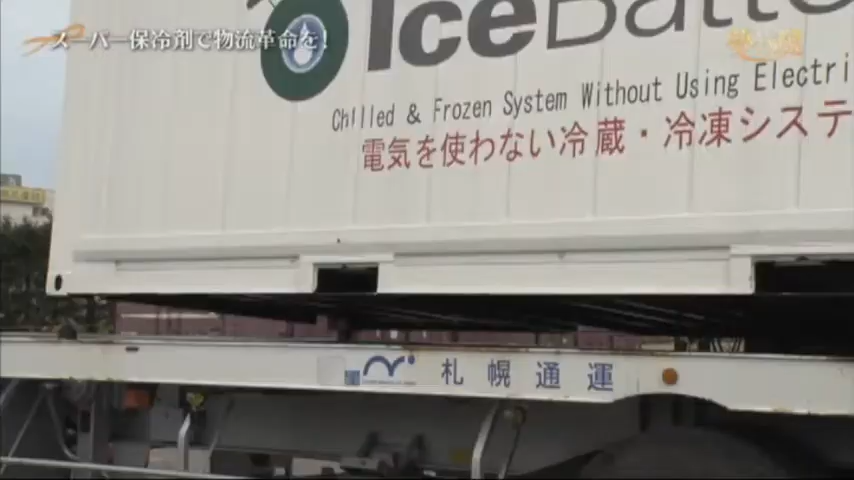 スーパー保冷剤で物流革命を!
IceBatte
Chilled & Frozen System Without Using Electri
電気を使わない冷蔵・冷凍システ
札幌通運